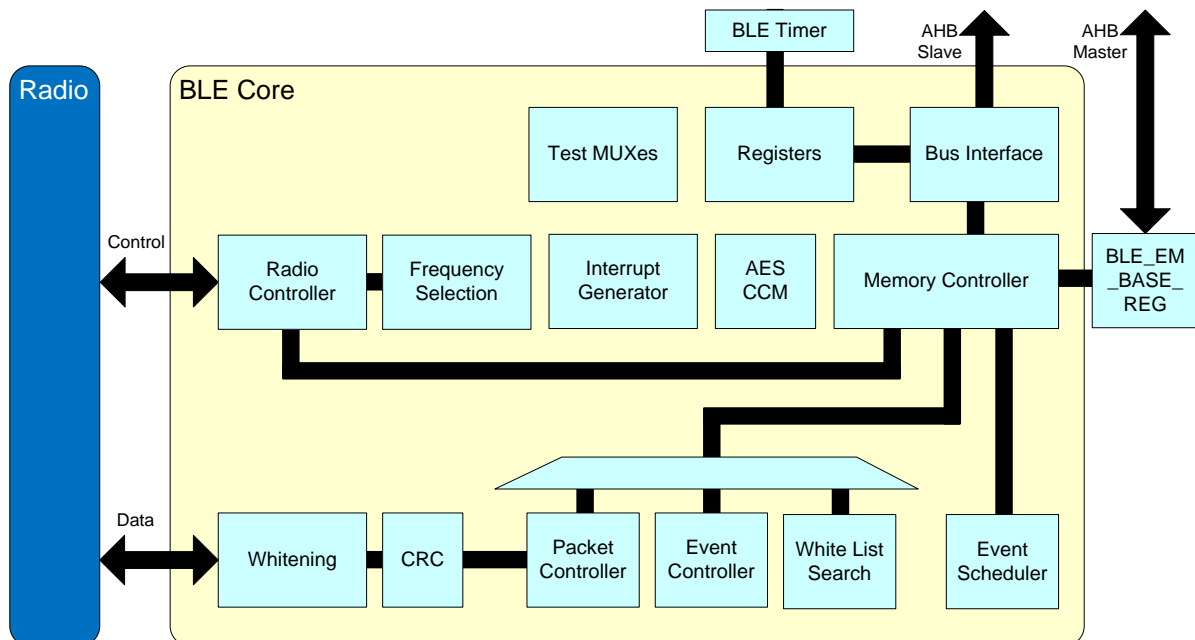 BLE Timer
AHB
Slave
AHB
Master
Radio
BLE Core
Test MUXes
Registers
Bus Interface
Control
Radio
Controller
Frequency
Selection
Interrupt
Generator
AES
CCM
Memory Controller
BLE_EM
_BASE_
REG
Data
Whitening
CRC
Packet
Controller
Event
Controller
White List
Search
Event
Scheduler